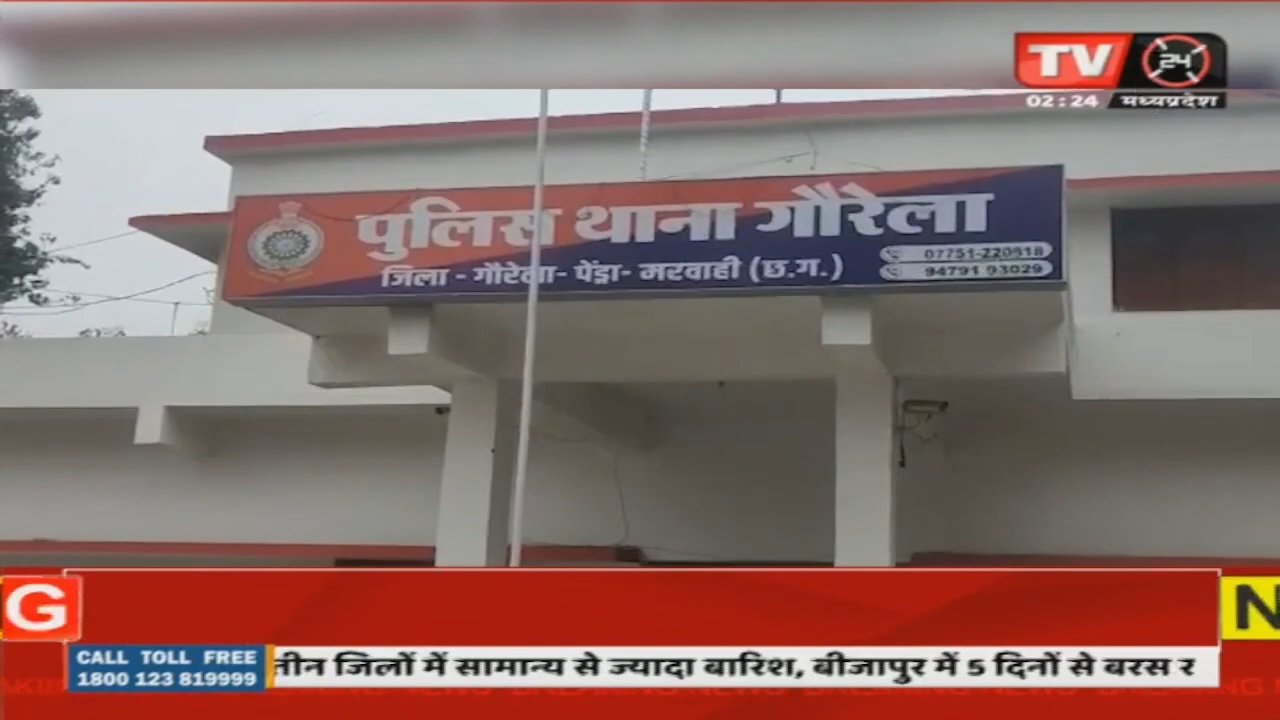 TV 24
02:24 मध्यप्रदेश
पुलिस थाना गौरेला
जिला - गौरेला- पेंड्रा- मरवाही (छ.ग.)
07751-220918
94791 93029
G
N
CALL TOLL FREE
1800 123 819999
तीन जिलों में सामान्य से ज्यादा बारिश, बीजापुर में 5 दिनों से बरस र